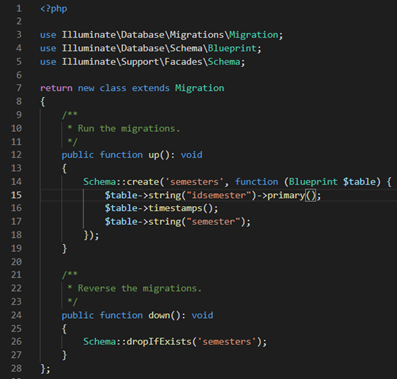 1 <?php
2
3 use Illuminate\Database\Migrations\Migration;
4 use Illuminate\Database\Schema\Blueprint;
5 use Illuminate\Support\Facades\Schema;
6
7 return new class extends Migration
8 {
9     /**
10      * Run the migrations.
11      */
12     public function up(): void
13     {
14         Schema::create('semesters', function (Blueprint $table) {
15             $table->string("idsemester")->primary();
16             $table->timestamps();
17             $table->string("semester");
18         });
19     }
20
21     /**
22      * Reverse the migrations.
23      */
24     public function down(): void
25     {
26         Schema::dropIfExists('semesters');
27     }
28 };